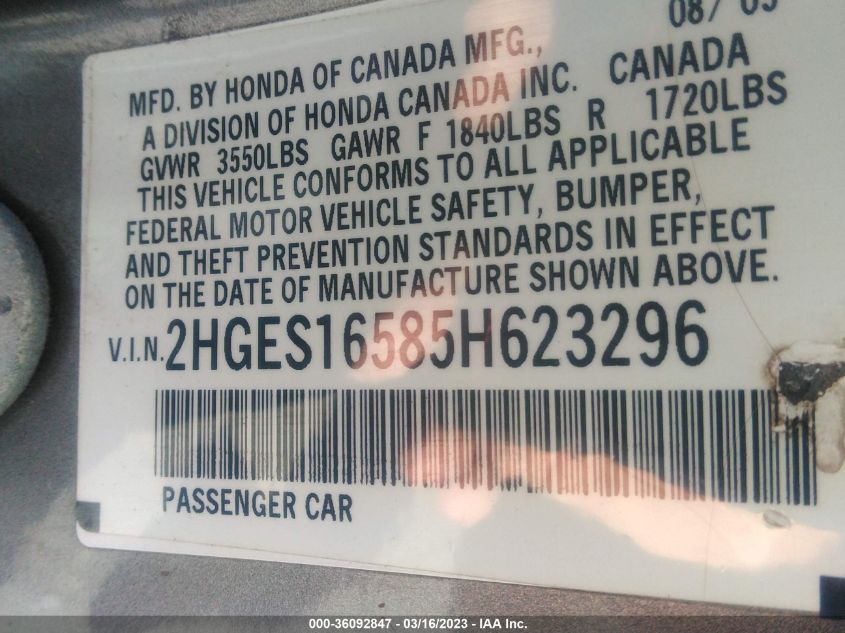 08/ 05
MFD. BY HONDA OF CANADA MFG.,
A DIVISION OF HONDA CANADA INC. CANADA
GVWR 3550LBS GAWR F 1840LBS R 1720LBS
THIS VEHICLE CONFORMS TO ALL APPLICABLE
FEDERAL MOTOR VEHICLE SAFETY, BUMPER,
AND THEFT PREVENTION STANDARDS IN EFFECT
ON THE DATE OF MANUFACTURE SHOWN ABOVE.
V.I.N. 2HGES16585H623296
PASSENGER CAR
000-36092847 - 03/16/2023 - IAA Inc.